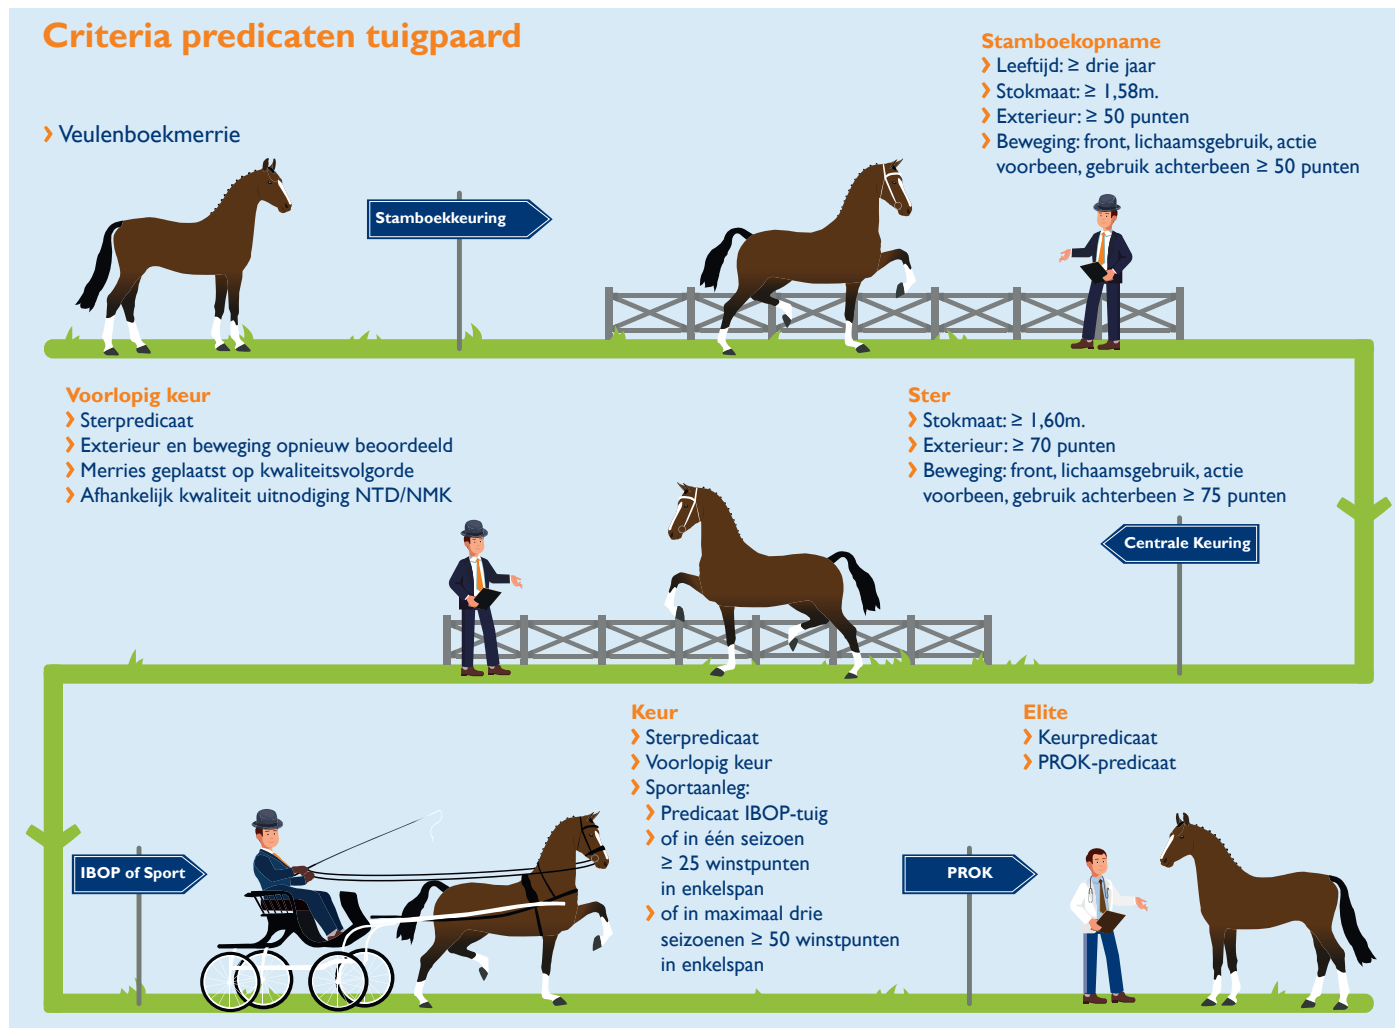 Criteria predicaten tuigpaard
❯ Veulenboekmerrie
Stamboekkeuring
Stamboekopname
❯ Leeftijd: ≥ drie jaar
❯ Stokmaat: ≥ 1,58m.
❯ Exterieur: ≥ 50 punten
❯ Beweging: front, lichaamsgebruik, actie
voorbeen, gebruik achterbeen ≥ 50 punten
Ster
❯ Stokmaat: ≥ 1,60m.
❯ Exterieur: ≥ 70 punten
❯ Beweging: front, lichaamsgebruik, actie
voorbeen, gebruik achterbeen ≥ 75 punten
Centrale Keuring
Voorlopig keur
❯ Sterpredicaat
❯ Exterieur en beweging opnieuw beoordeeld
❯ Merries geplaatst op kwaliteitsvolgorde
❯ Afhankelijk kwaliteit uitnodiging NTD/NMK
IBOP of Sport
Keur
❯ Sterpredicaat
❯ Voorlopig keur
❯ Sportaanleg:
❯ Predicaat IBOP-tuig
❯ of in één seizoen
≥ 25 winstpunten
in enkelspan
❯ of in maximaal drie
seizoenen ≥ 50 winstpunten
in enkelspan
PROK
Elite
❯ Keurpredicaat
❯ PROK-predicaat